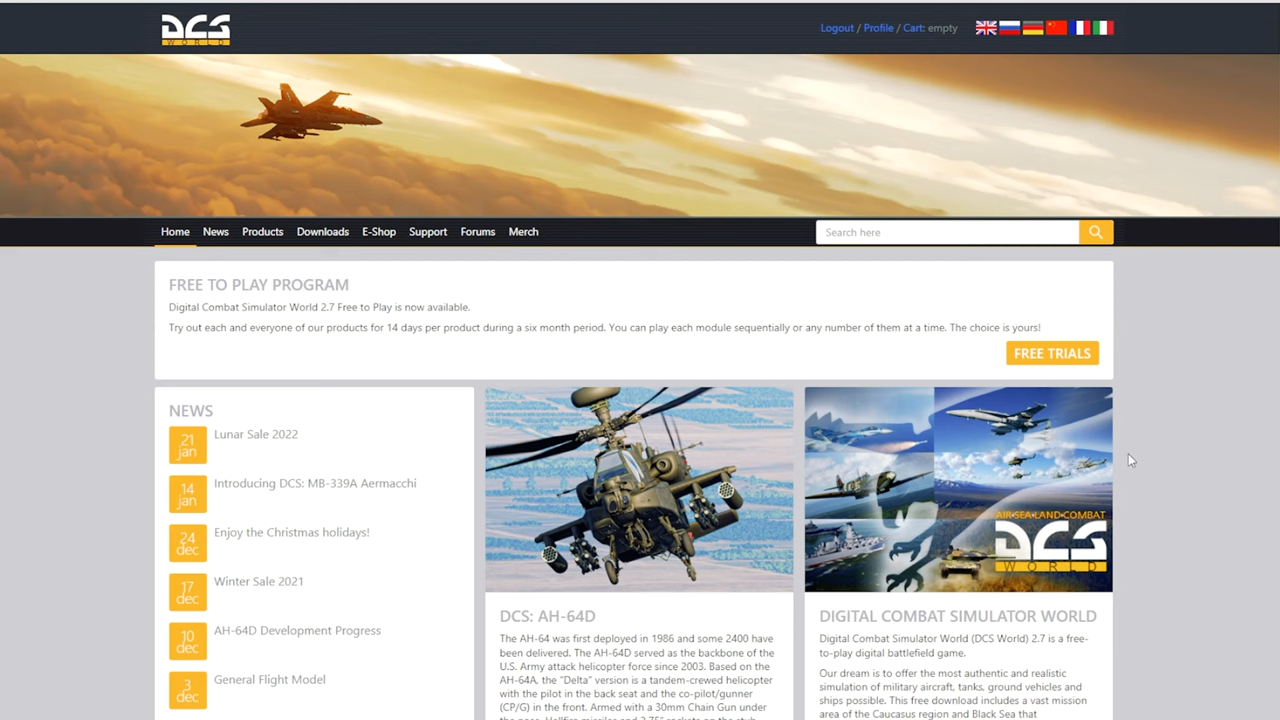 DCS
WORLD
Logout / Profile / Cart: empty
Home News Products Downloads E-Shop Support Forums Merch
Search here
FREE TO PLAY PROGRAM
Digital Combat Simulator World 2.7 Free to Play is now available.
Try out each and everyone of our products for 14 days per product during a six month period. You can play each module sequentially or any number of them at a time. The choice is yours!
FREE TRIALS
NEWS
21 jan Lunar Sale 2022
14 jan Introducing DCS: MB-339A Aermacchi
24 dec Enjoy the Christmas holidays!
17 dec Winter Sale 2021
10 dec AH-64D Development Progress
3 dec General Flight Model
DCS: AH-64D
The AH-64 was first deployed in 1986 and some 2400 have
been delivered. The AH-64D served as the backbone of the
U.S. Army attack helicopter force since 2003. Based on the
AH-64A, the "Delta" version is a tandem-crewed helicopter
with the pilot in the back seat and the co-pilot/gunner
(CP/G) in the front. Armed with a 30mm Chain Gun under
AIR SEA LAND COMBAT
DCS
WORLD
DIGITAL COMBAT SIMULATOR WORLD
Digital Combat Simulator World (DCS World) 2.7 is a free-
to-play digital battlefield game.
Our dream is to offer the most authentic and realistic
simulation of military aircraft, tanks, ground vehicles and
ships possible. This free download includes a vast mission
area of the Caucasus region and Black Sea that